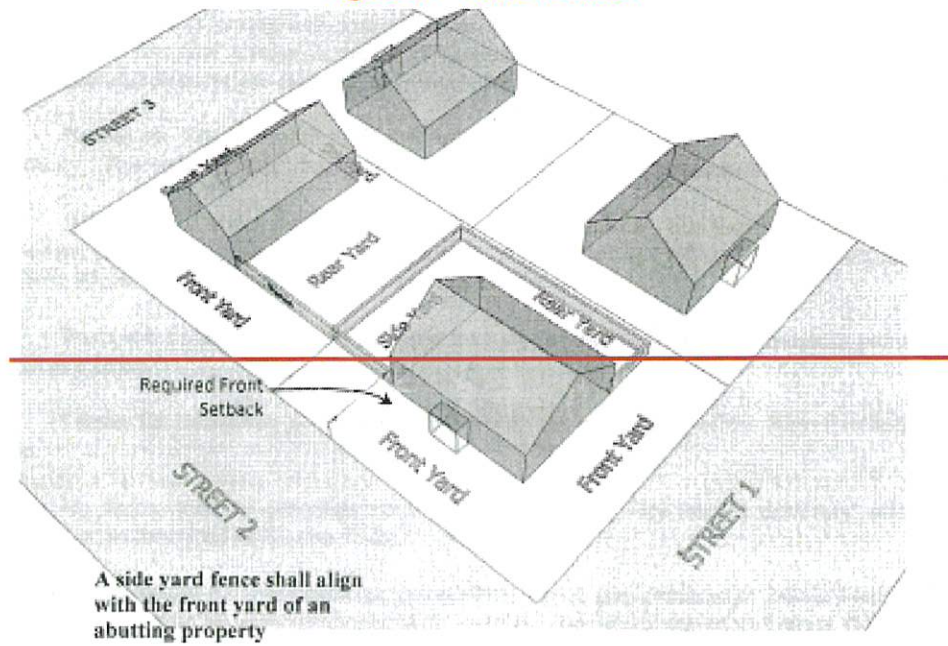 STREET 3
Front Yard
Rear Yard
Side Yard
Rear Yard
Required Front
Setback
Front Yard
Front Yard
STREET 2
STREET 1
A side yard fence shall align
with the front yard of an
abutting property